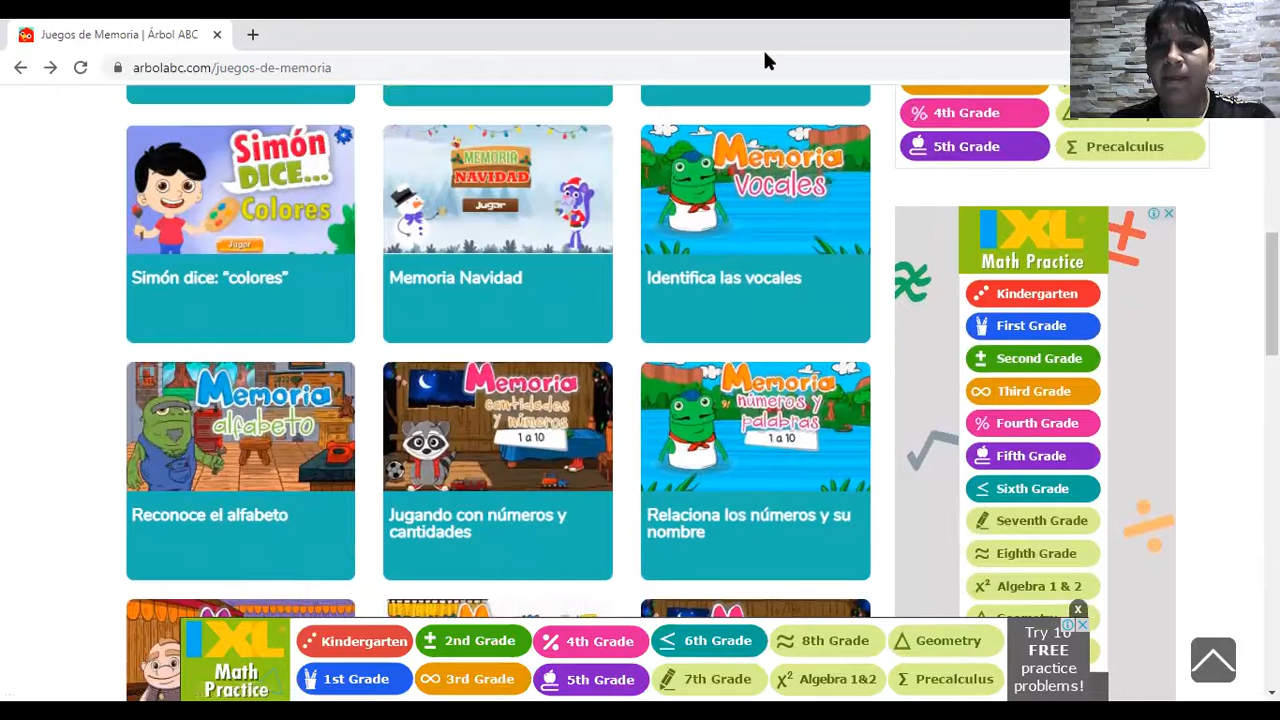 Juegos de Memoria | Árbol ABC
arbolabc.com/juegos-de-memoria
4th Grade
5th Grade
Precalculus
Simón
DICE...
Colores
Jugar
Simón dice: "colores"
MEMORIA
NAVIDAD
Jugar
Memoria Navidad
Memoria
Vocales
Identifica las vocales
Memoria
alfabeto
Reconoce el alfabeto
Memoria
cantidades
y números
1 a 10
Jugando con números y
cantidades
Memoria
números y
palabras
1 a 10
Relaciona los números y su
nombre
IXL
Math Practice
Kindergarten
First Grade
Second Grade
Third Grade
Fourth Grade
Fifth Grade
Sixth Grade
Seventh Grade
Eighth Grade
Algebra 1 & 2
IXL
Math
Practice
Kindergarten
2nd Grade
4th Grade
6th Grade
8th Grade
Geometry
1st Grade
3rd Grade
5th Grade
7th Grade
Algebra 1&2
Precalculus
Try 10
FREE
practice
problems!